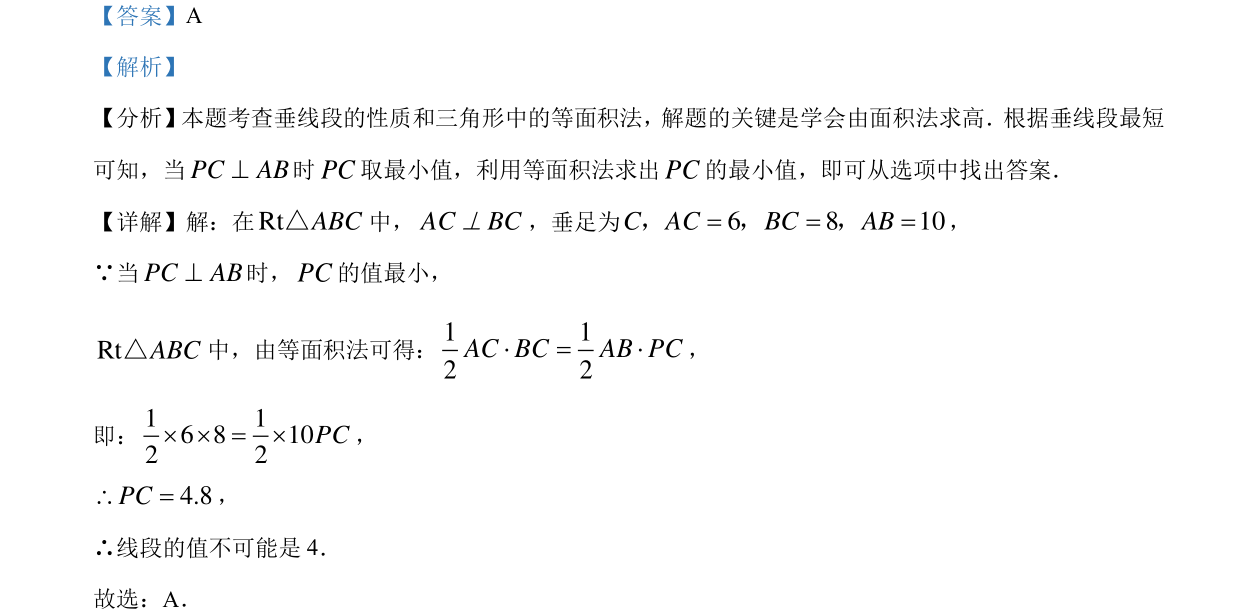 【答案】A
【解析】
【分析】本题考查垂线段的性质和三角形中的等面积法，解题的关键是学会由面积法求高．根据垂线段最短
可知，当 PC ⊥ AB 时 PC 取最小值，利用等面积法求出 PC 的最小值，即可从选项中找出答案．
【详解】解：在 Rt△ABC 中， AC ⊥ BC ，垂足为 C，AC = 6，BC = 8，AB = 10 ，
∵当 PC ⊥ AB 时， PC 的值最小，
Rt△ABC 中，由等面积法可得：1/2 AC · BC = 1/2 AB · PC ，
即：1/2 × 6 × 8 = 1/2 × 10PC ，
∴ PC = 4.8 ，
∴线段的值不可能是 4．
故选：A．